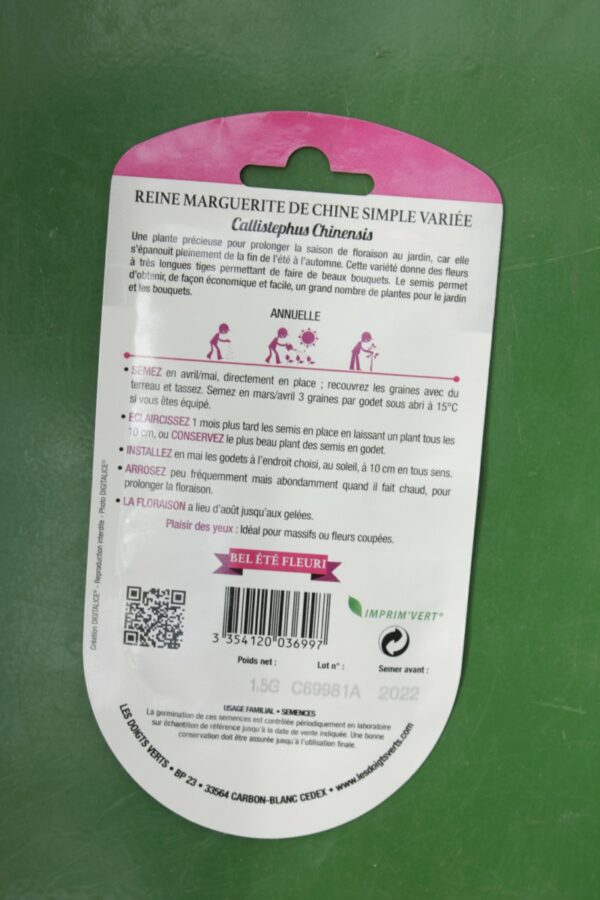 REINE MARGUERITE DE CHINE SIMPLE VARIÉE
Callistephus Chinensis
Une plante précieuse pour prolonger la saison de floraison au jardin, car elle
s'épanouit pleinement de la fin de l'été à l'automne. Cette variété donne des fleurs
à très longues tiges permettant de faire de beaux bouquets. Le semis permet
d'obtenir, de façon économique et facile, un grand nombre de plantes pour le jardin
et les bouquets.
ANNUELLE
• SEMEZ en avril/mai, directement en place ; recouvrez les graines avec du
terreau et tassez. Semez en mars/avril 3 graines par godet sous abri à 15°C
si vous êtes équipé.
• ECLAIRCISSEZ 1 mois plus tard les semis en place en laissant un plant tous les
10 cm, ou CONSERVEZ le plus beau plant des semis en godet.
• INSTALLEZ en mai les godets à l'endroit choisi, au soleil, à 10 cm en tous sens.
• ARROSEZ peu fréquemment mais abondamment quand il fait chaud, pour
prolonger la floraison.
• LA FLORAISON a lieu d'août jusqu'aux gelées.
Plaisir des yeux : Idéal pour massifs ou fleurs coupées.
BEL ÉTÉ FLEURI
Création DIGITALICE® - Reproduction interdite - Photo DIGITALICE®
IMPRIM'VERT®
3 354120 036997
Poids net : Lot n° : Semer avant :
1,5G C69981A 2022
USAGE FAMILIAL • SEMENCES
La germination de ces semences est contrôlée périodiquement en laboratoire
sur échantillon de référence jusqu'à la date de vente indiquée. Une bonne
conservation doit être assurée jusqu'à l'utilisation finale.
LES DOIGTS VERTS • BP 23 • 33564 CARBON-BLANC CEDEX • www.lesdoigtsverts.com